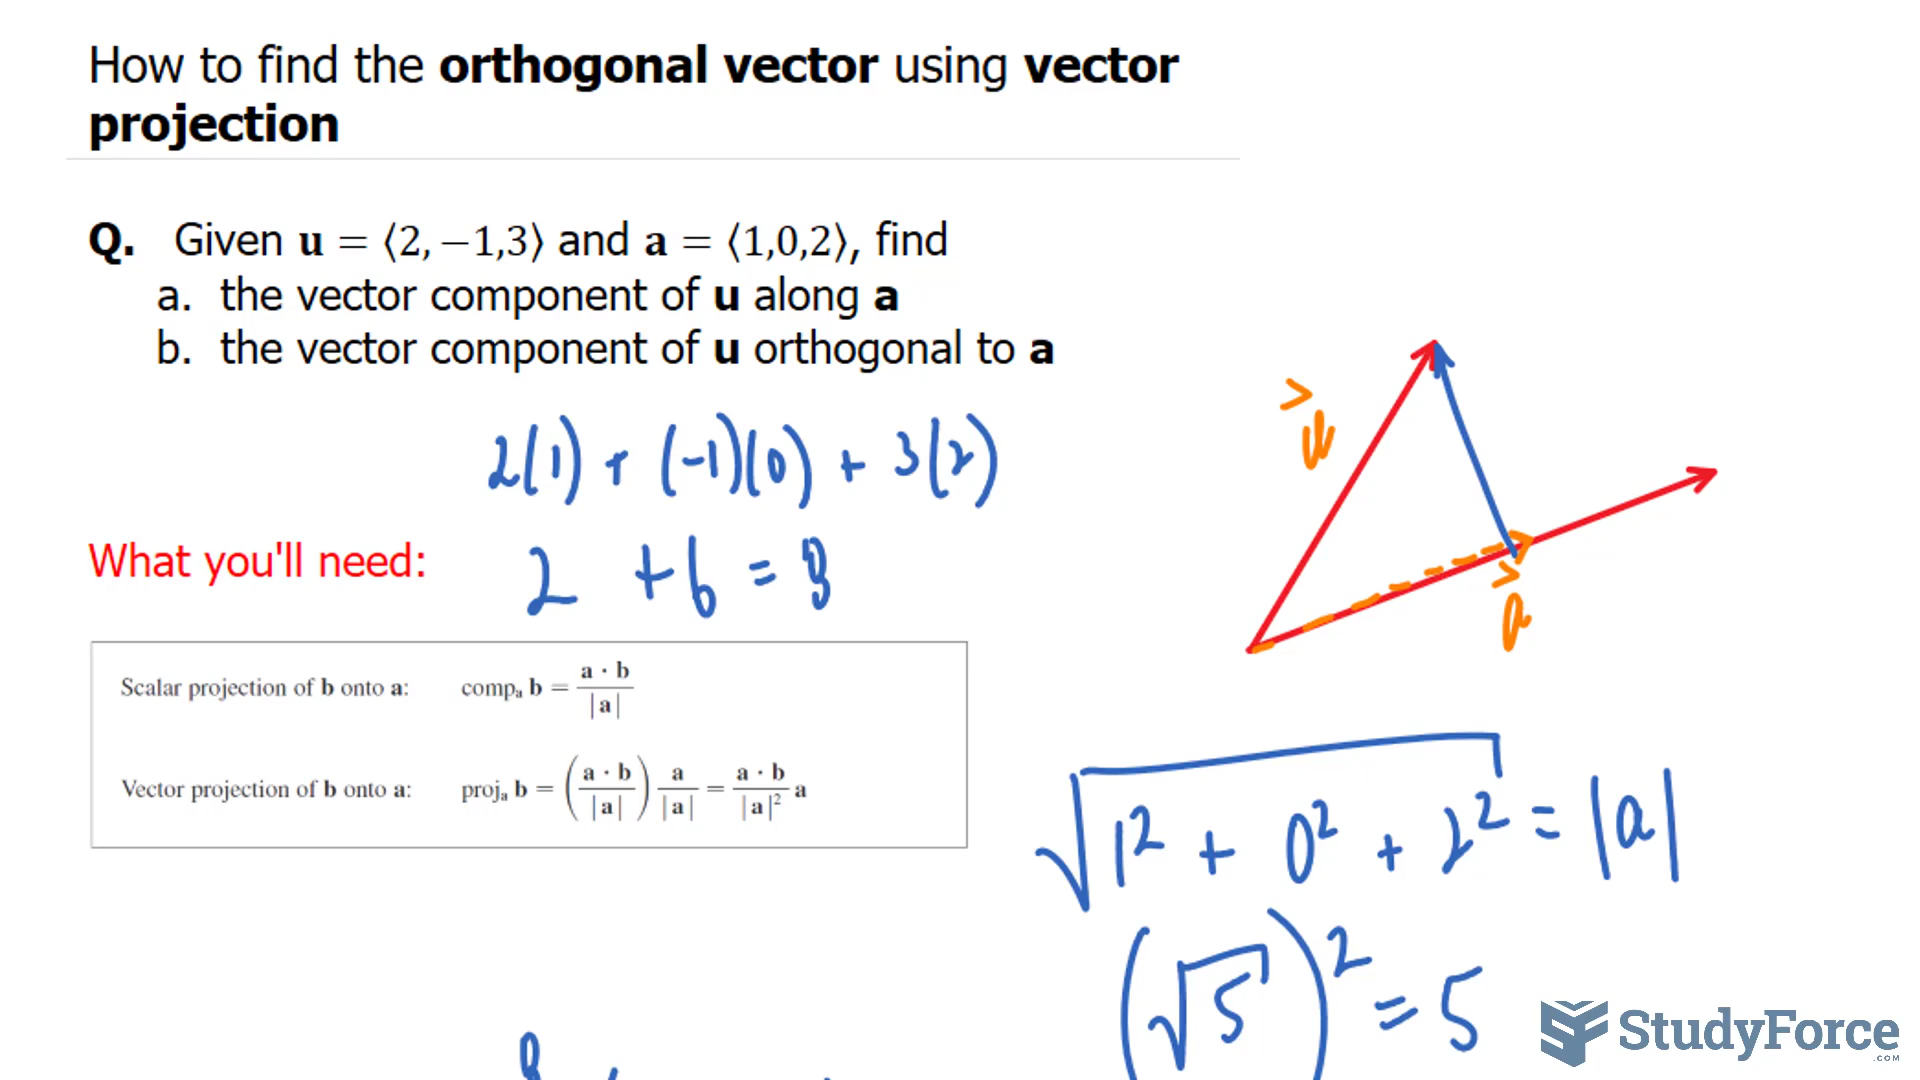 How to find the orthogonal vector using vector
projection
Q. Given u = ⟨2, −1,3⟩ and a = ⟨1,0,2⟩, find
a. the vector component of u along a
b. the vector component of u orthogonal to a
2(1) + (-1)(0) + 3(2)
What you'll need:
2 + 6 = 8
u
a
Scalar projection of b onto a: compₐ b = a · b / |a|
Vector projection of b onto a: projₐ b = (a · b / |a|) a / |a| = a · b / |a|² a
√1² + 0² + 2² = |a|
(√5)² = 5
8
StudyForce
.COM